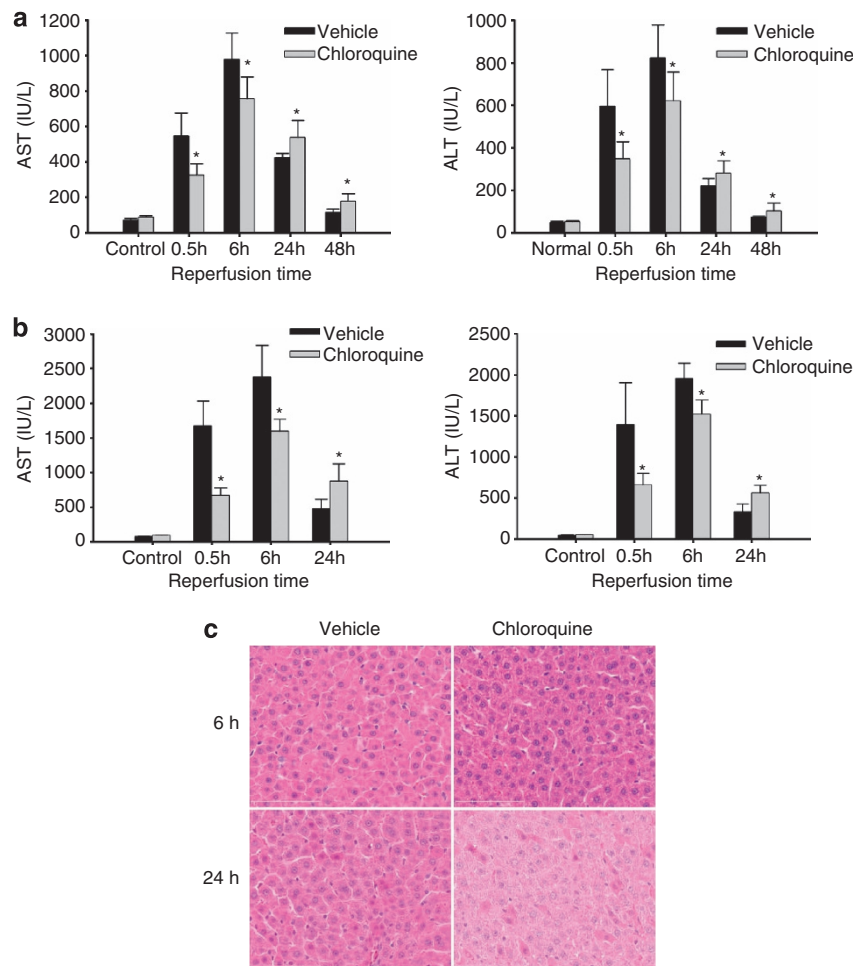 a
1200
1000
800
600
400
200
0
AST (IU/L)
Vehicle
Chloroquine
*
*
*
*
Control 0.5h 6h 24h 48h
Reperfusion time
1000
800
600
400
200
0
ALT (IU/L)
Vehicle
Chloroquine
*
*
*
*
Normal 0.5h 6h 24h 48h
Reperfusion time
b
3000
2500
2000
1500
1000
500
0
AST (IU/L)
Vehicle
Chloroquine
*
*
*
Control 0.5h 6h 24h
Reperfusion time
2500
2000
1500
1000
500
0
ALT (IU/L)
Vehicle
Chloroquine
*
*
*
Control 0.5h 6h 24h
Reperfusion time
c
Vehicle Chloroquine
6 h
24 h